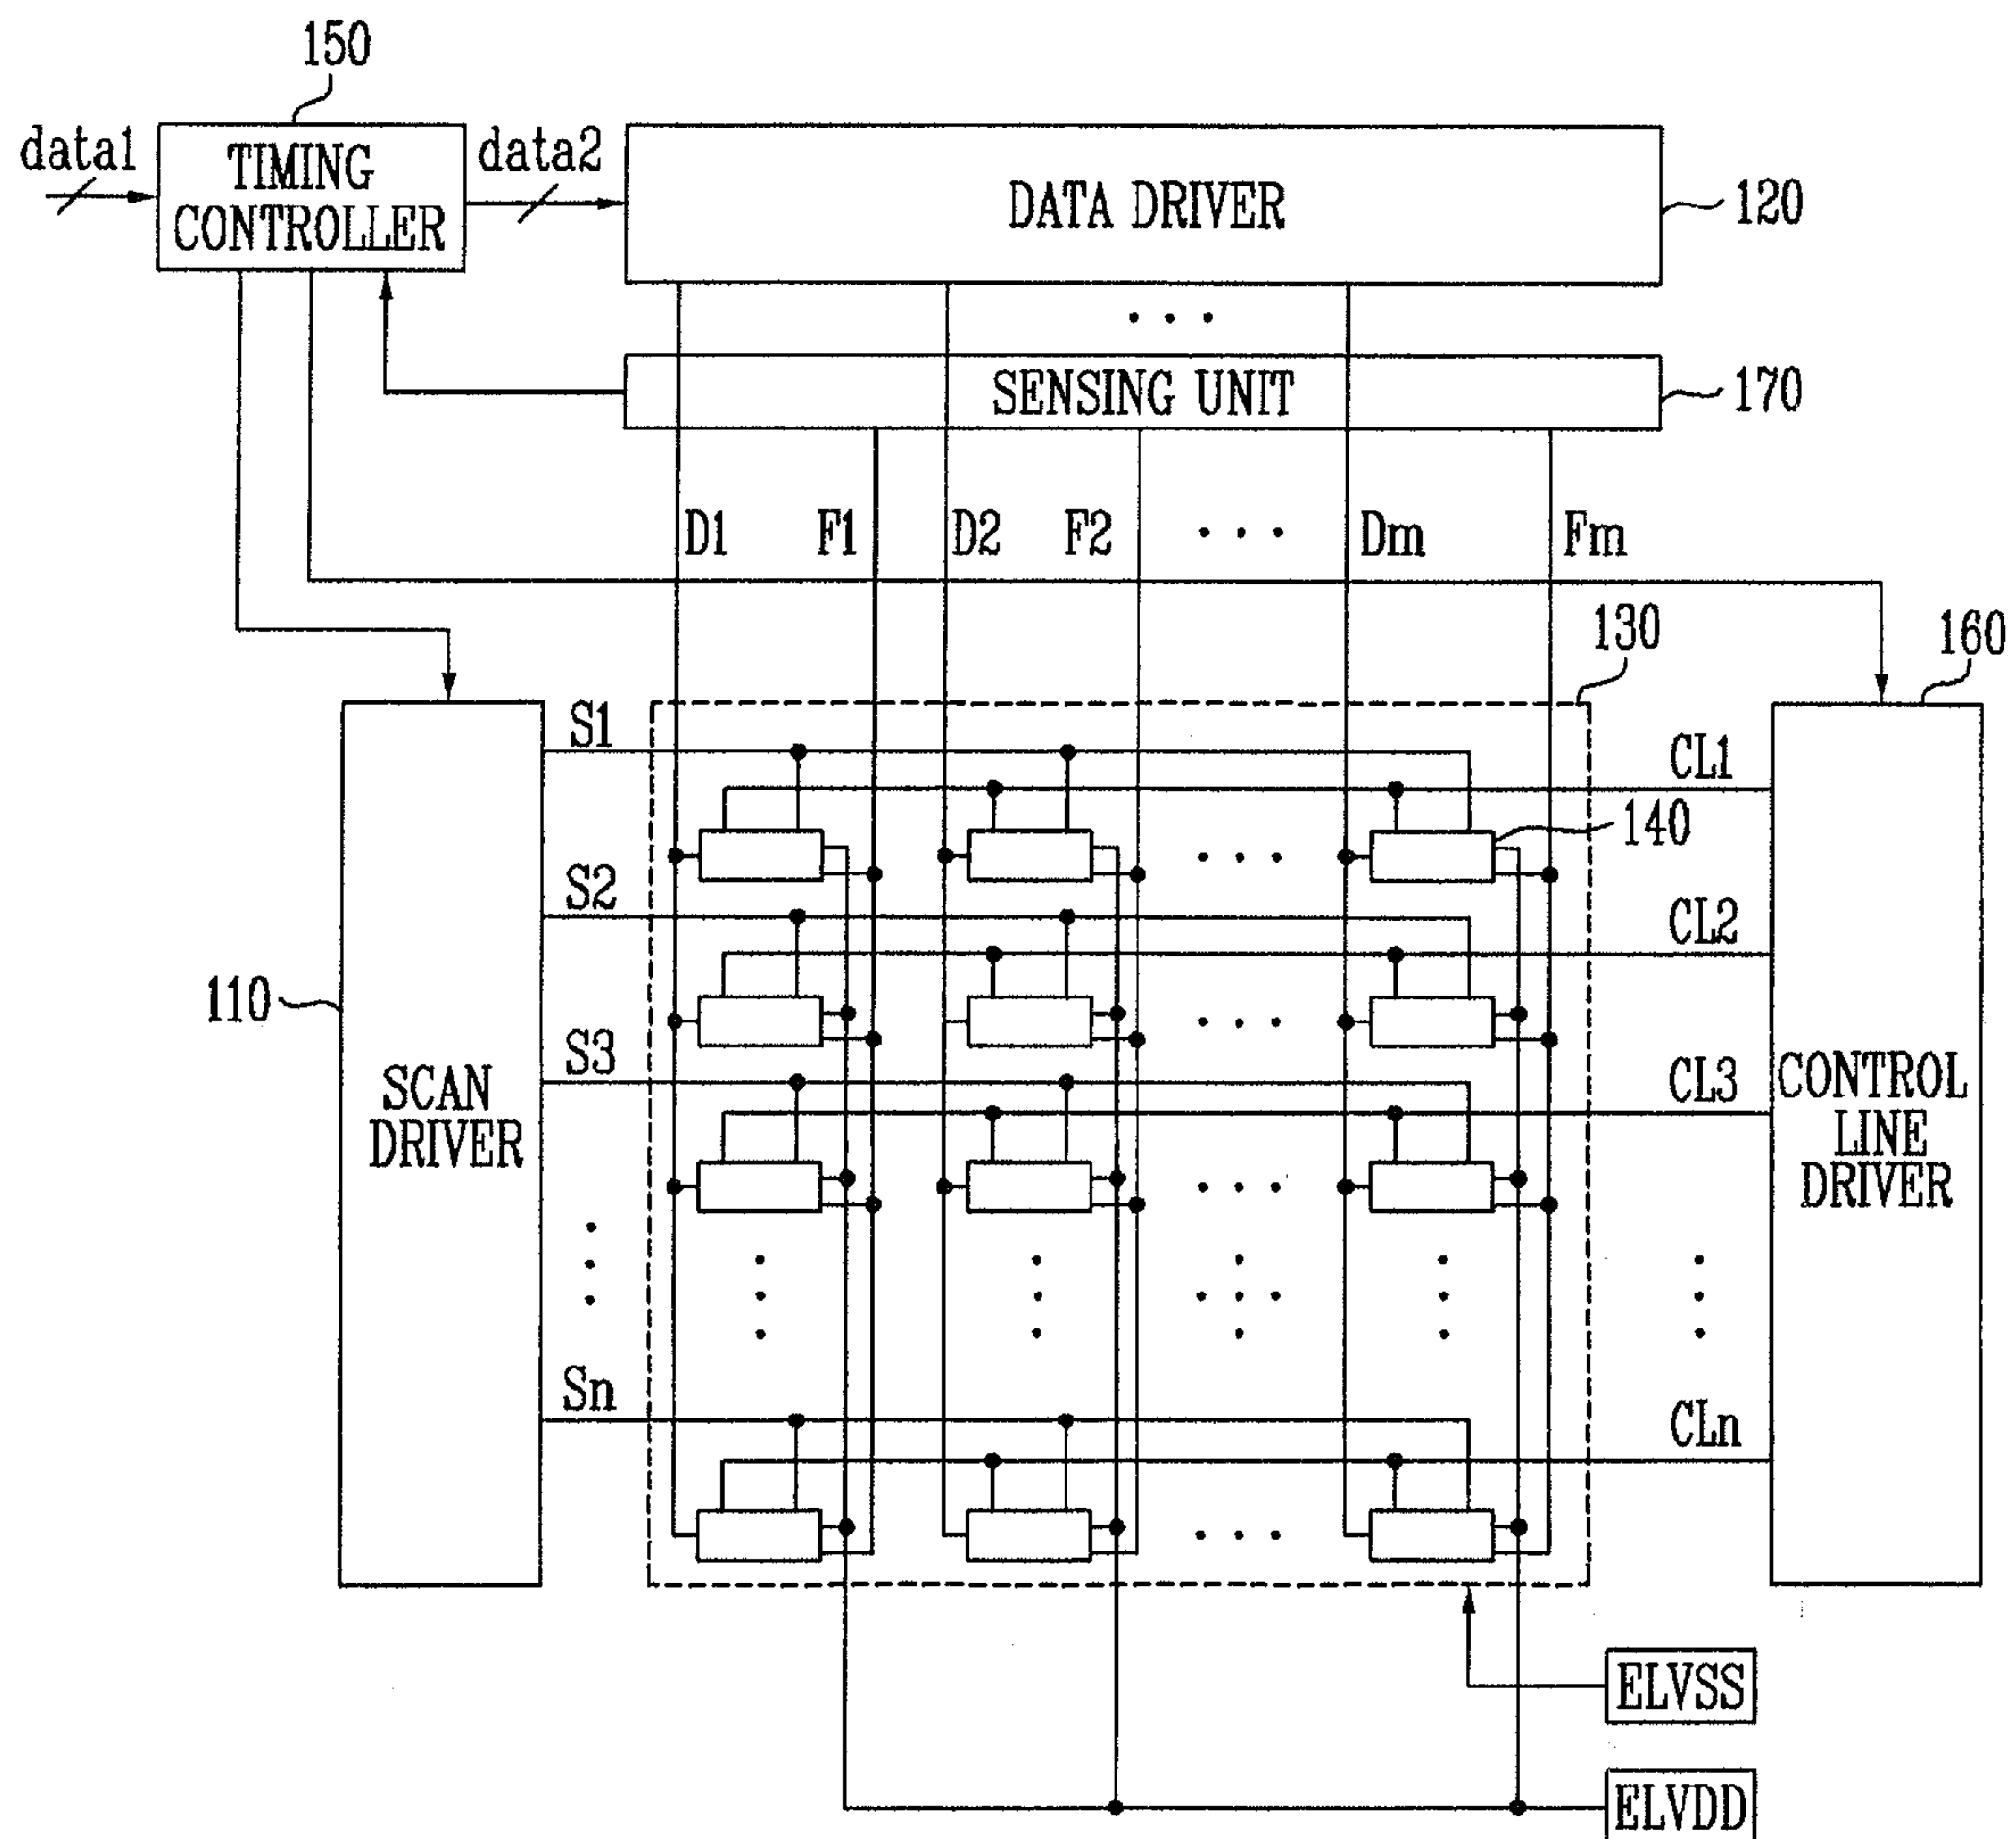 150
data1
TIMING
CONTROLLER
data2
DATA DRIVER
120
SENSING UNIT
170
D1 F1 D2 F2 Dm Fm
130
160
S1
CL1
140
S2
CL2
110
S3
CL3
SCAN
DRIVER
CONTROL
LINE
DRIVER
Sn
CLn
ELVSS
ELVDD